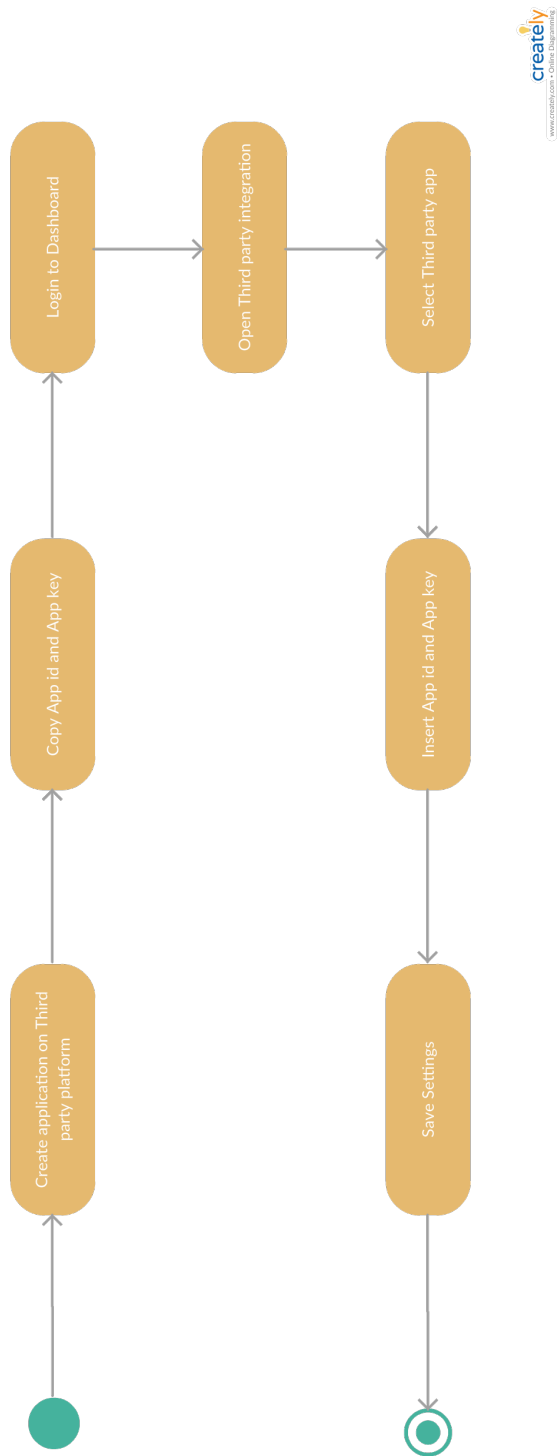 Create application on Third
party platform
Copy App id and App key
Login to Dashboard
Open Third party integration
Select Third party app
Insert App id and App key
Save Settings
creately
www.creately.com • Online Diagramming